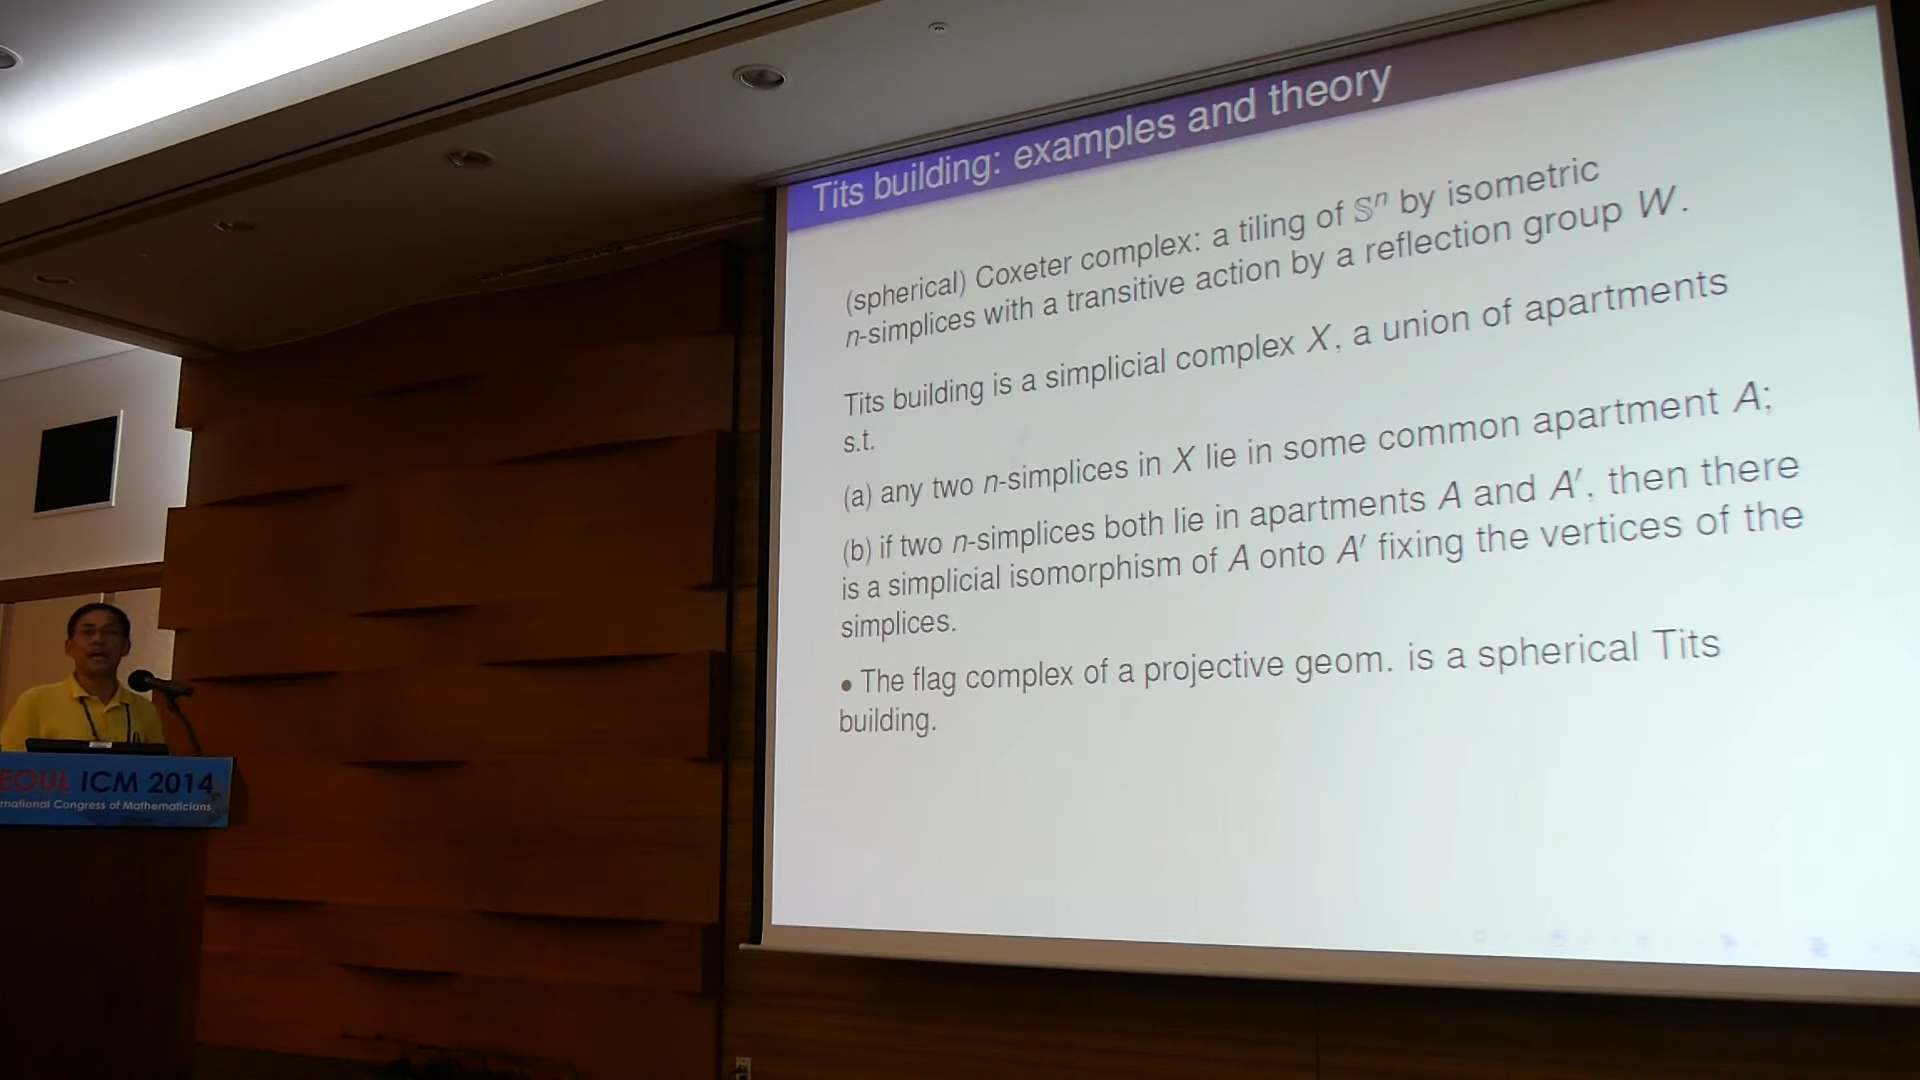 Tits building: examples and theory
(spherical) Coxeter complex: a tiling of 𝕊ⁿ by isometric
n-simplices with a transitive action by a reflection group W.
Tits building is a simplicial complex X, a union of apartments
s.t.
(a) any two n-simplices in X lie in some common apartment A;
(b) if two n-simplices both lie in apartments A and A′, then there
is a simplicial isomorphism of A onto A′ fixing the vertices of the
simplices.
• The flag complex of a projective geom. is a spherical Tits
building.
EOUL ICM 2014
rnational Congress of Mathematicians